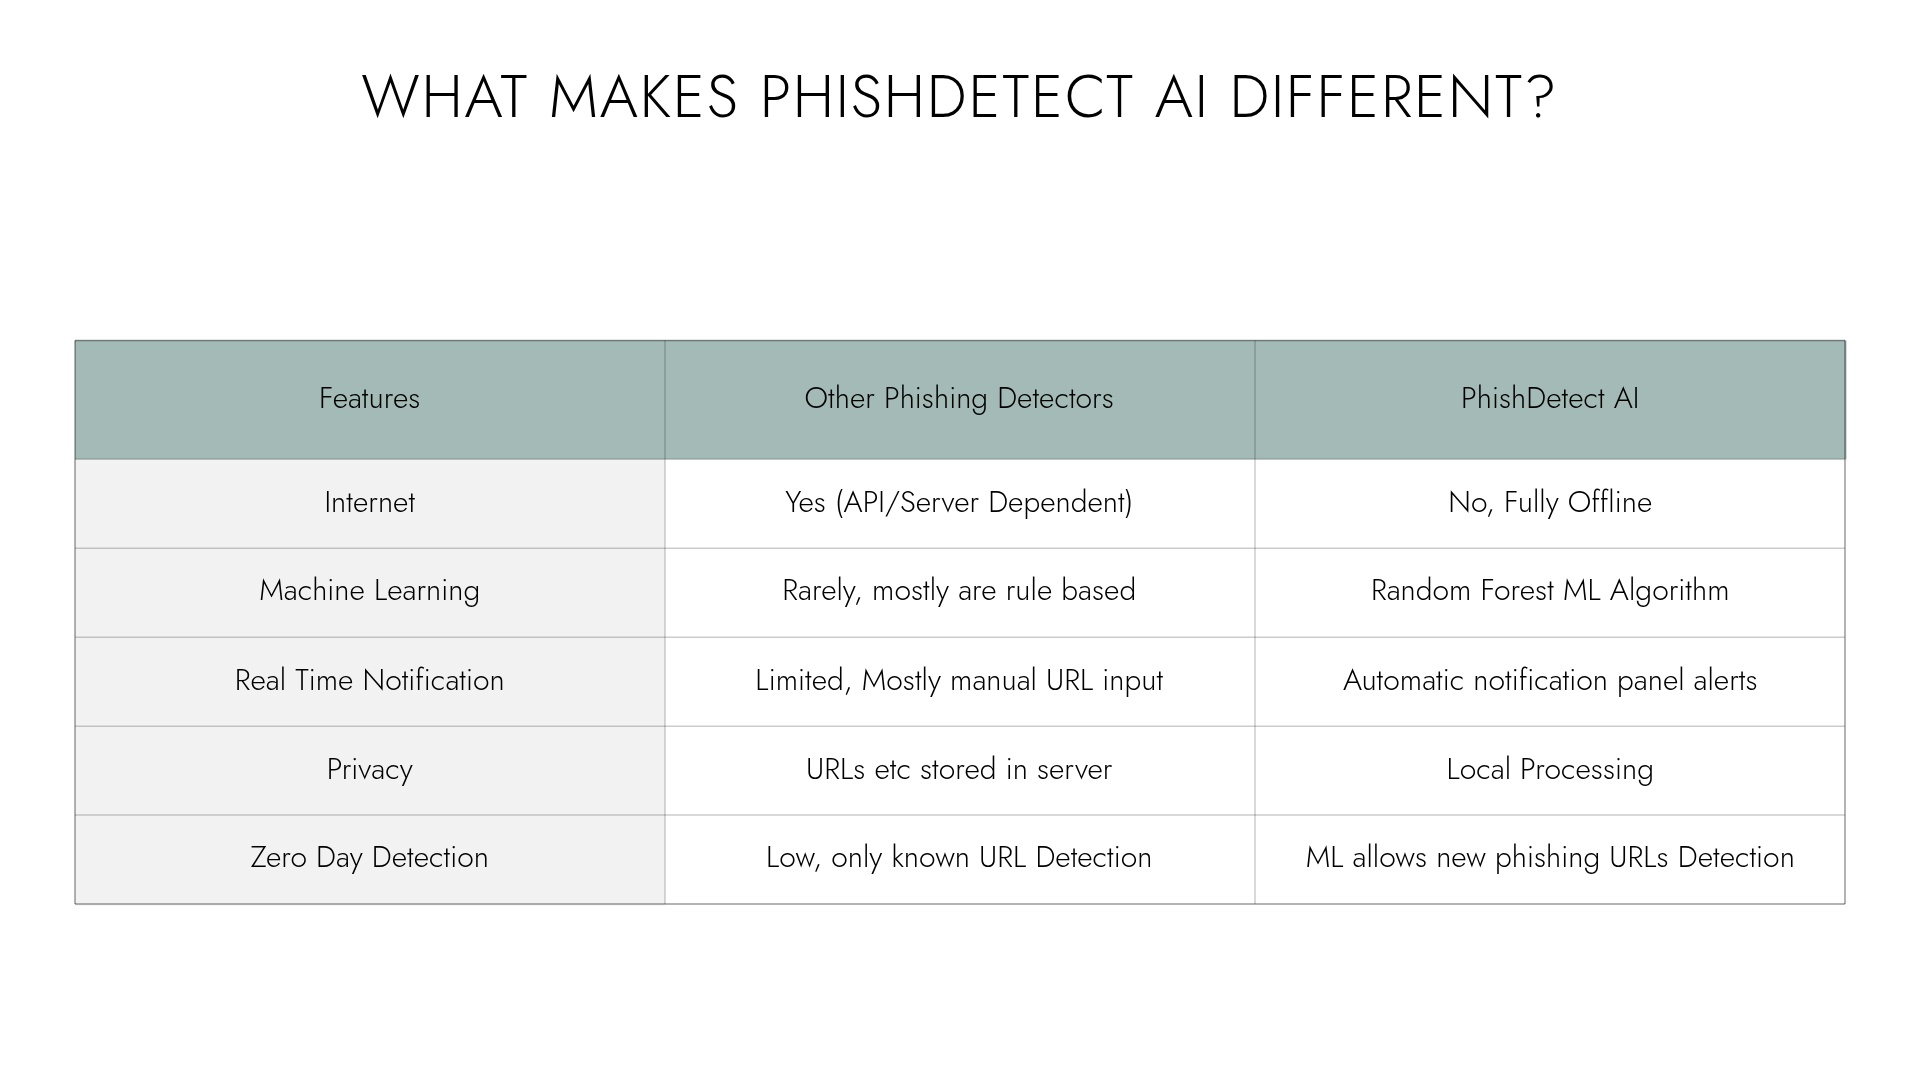 WHAT MAKES PHISHDETECT AI DIFFERENT?
Features
Other Phishing Detectors
PhishDetect AI
Internet
Yes (API/Server Dependent)
No, Fully Offline
Machine Learning
Rarely, mostly are rule based
Random Forest ML Algorithm
Real Time Notification
Limited, Mostly manual URL input
Automatic notification panel alerts
Privacy
URLs etc stored in server
Local Processing
Zero Day Detection
Low, only known URL Detection
ML allows new phishing URLs Detection